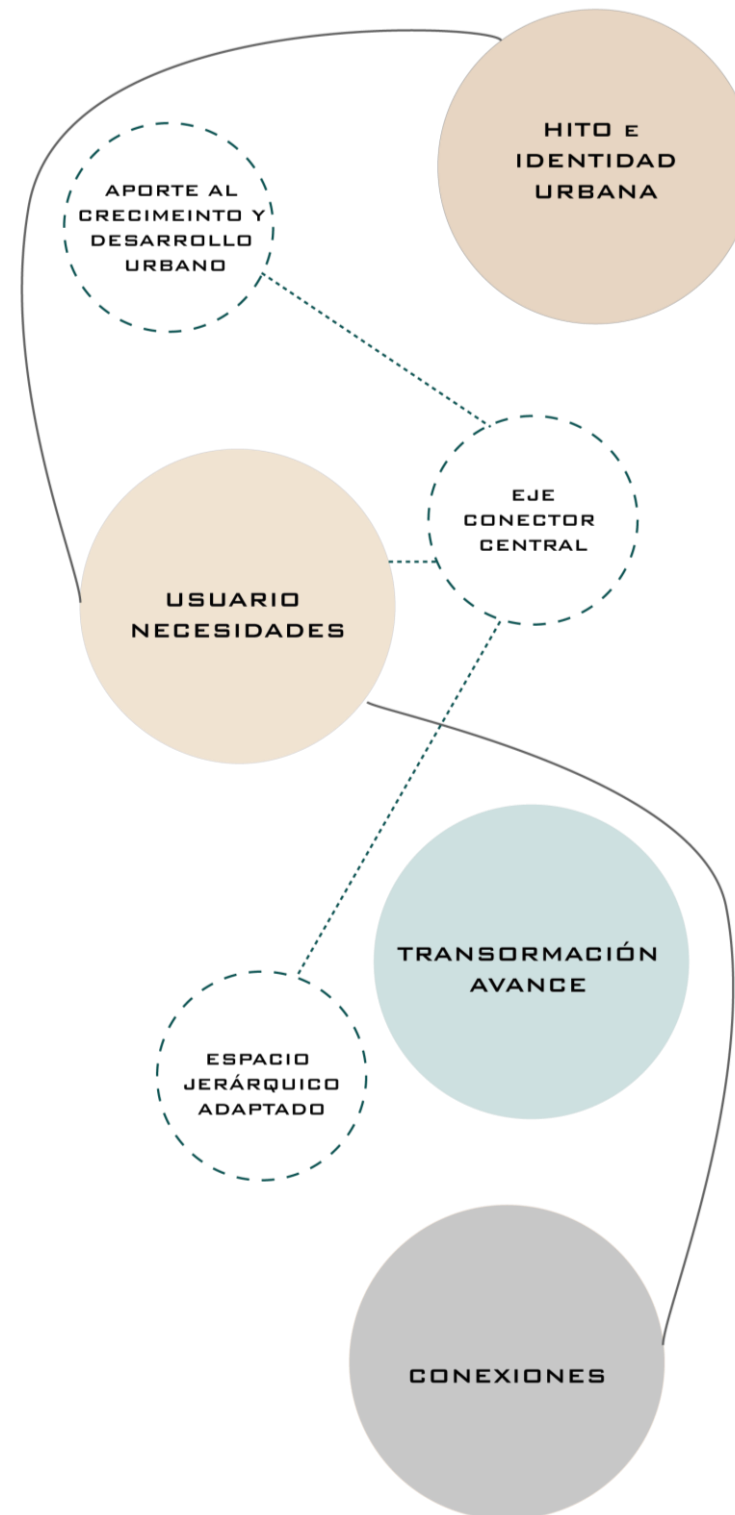 HITO E
IDENTIDAD
URBANA
APORTE AL
CRECIMEINTO Y
DESARROLLO
URBANO
EJE
CONECTOR
CENTRAL
USUARIO
NECESIDADES
TRANSORMACIÓN
AVANCE
ESPACIO
JERÁRQUICO
ADAPTADO
CONEXIONES